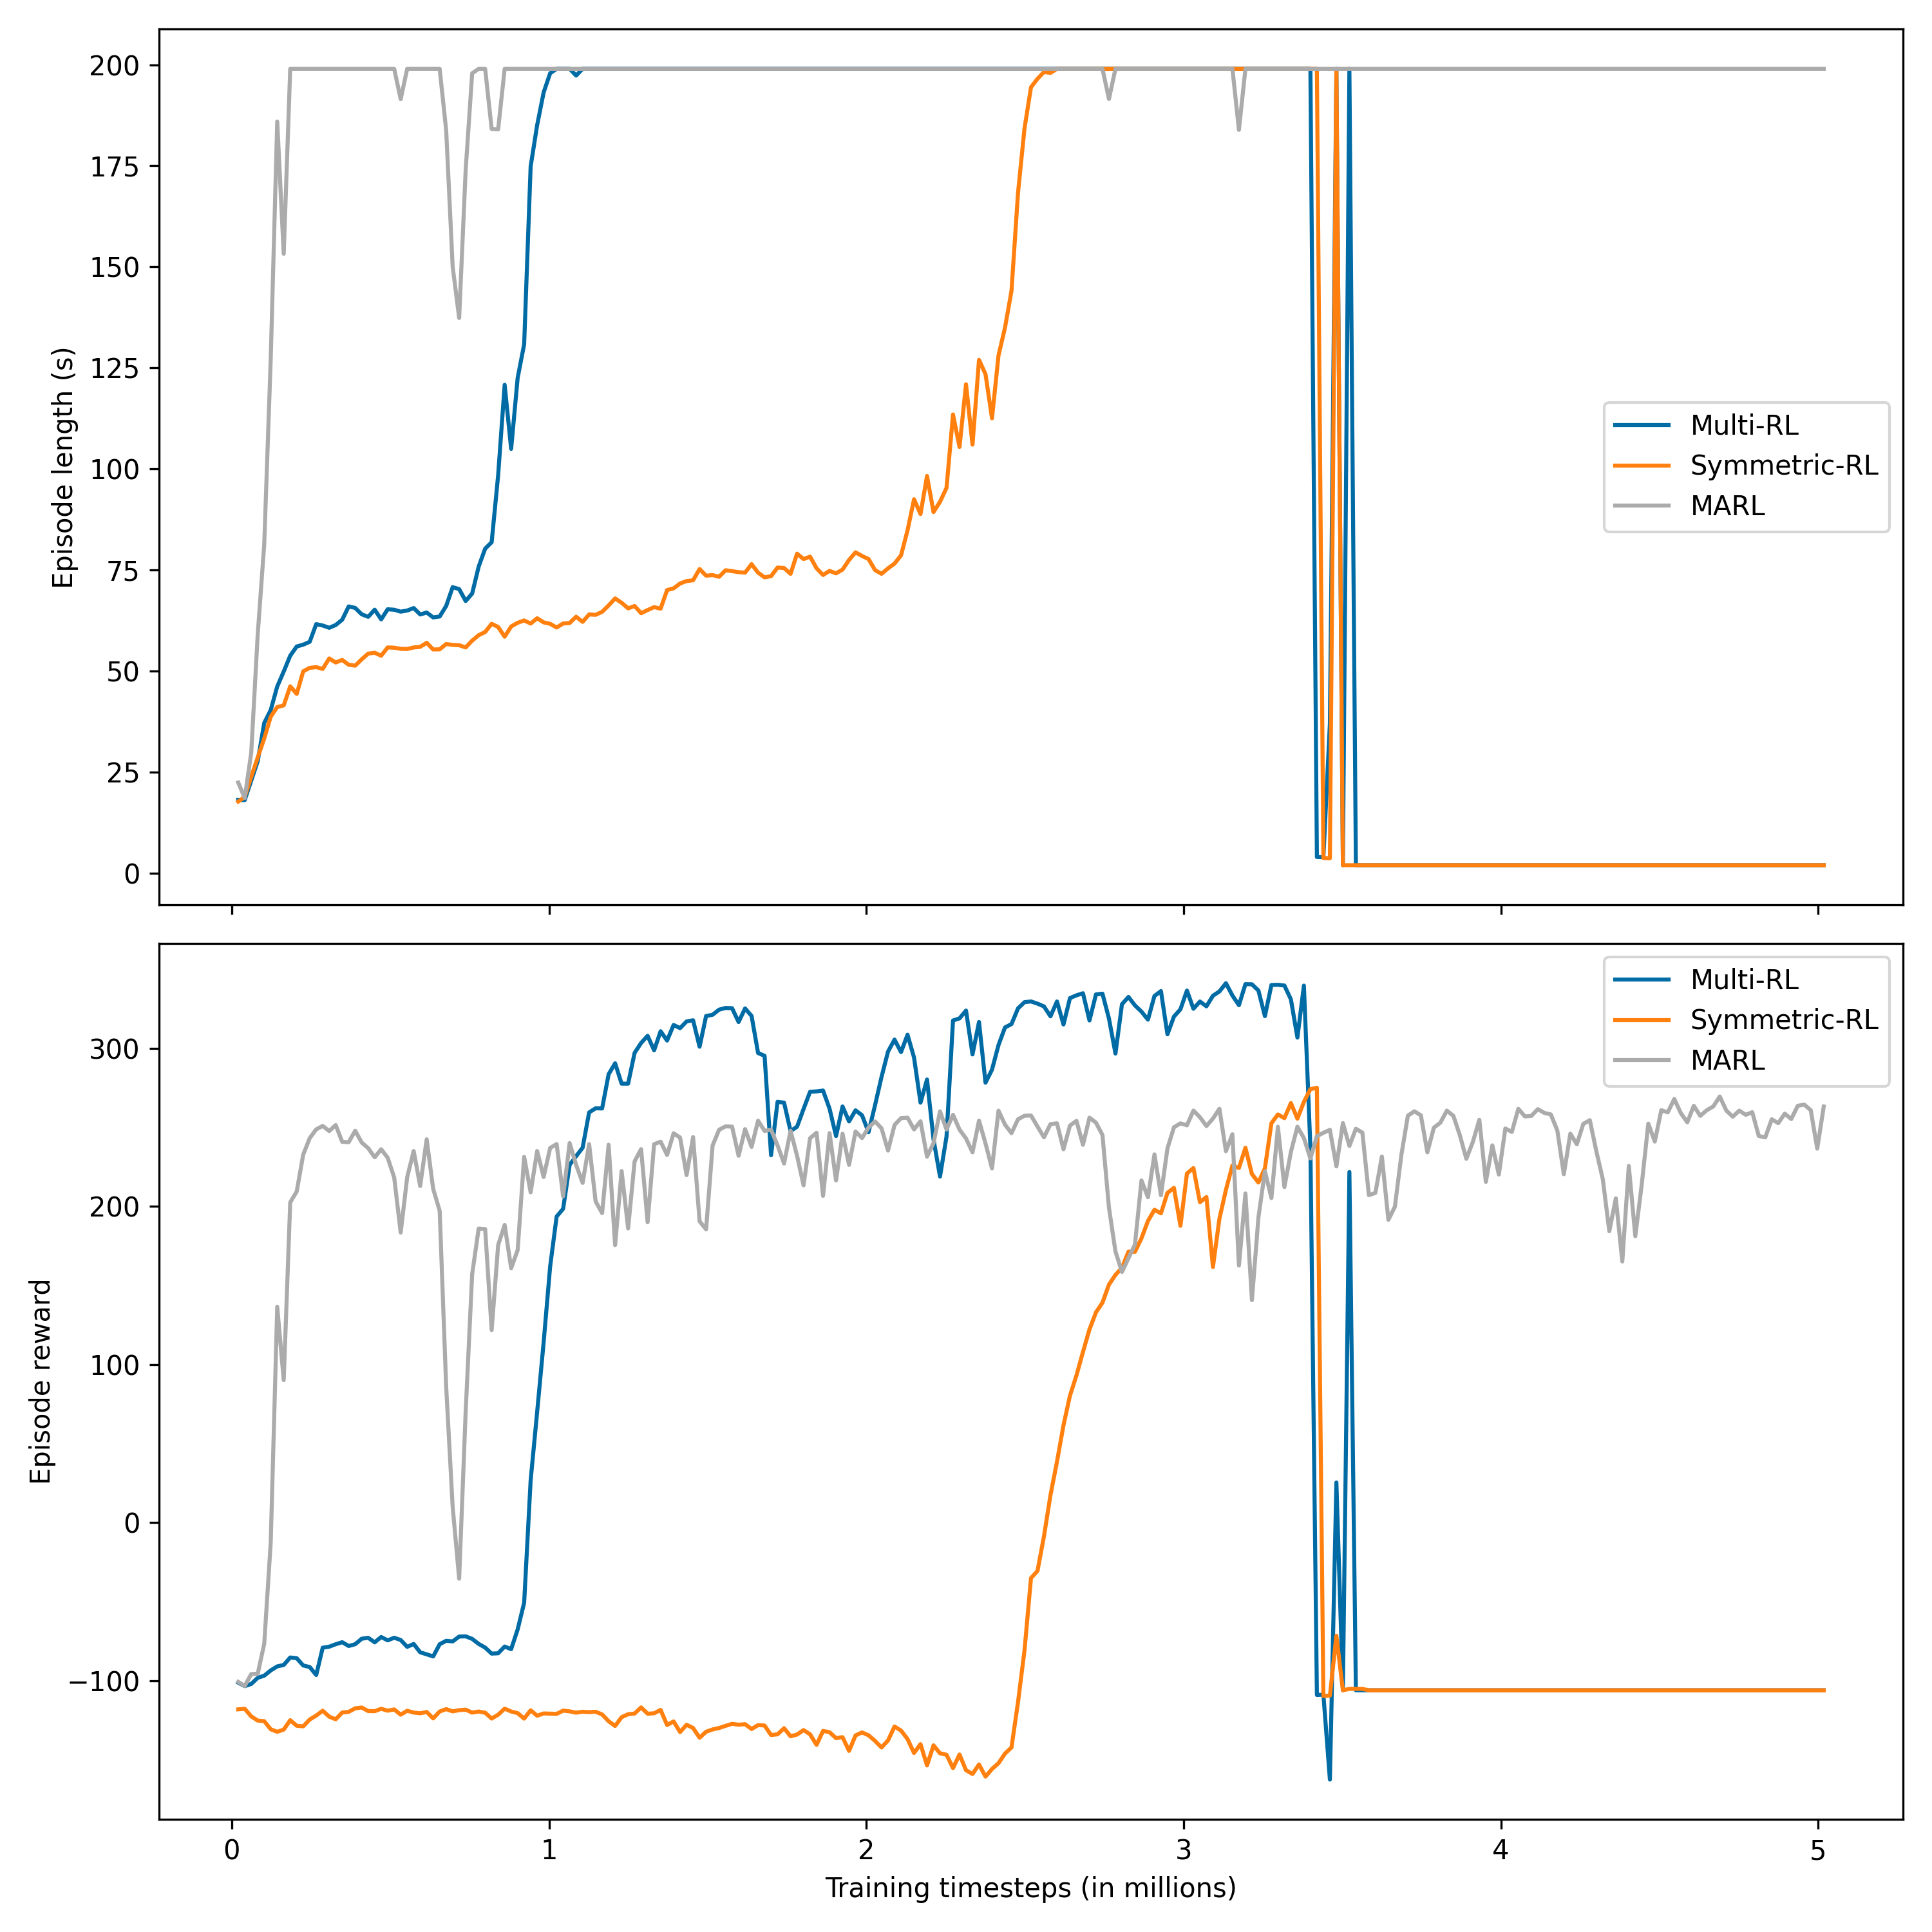 200
175
150
125
100
75
50
25
0
Episode length (s)
Multi-RL
Symmetric-RL
MARL
300
200
100
0
−100
Episode reward
Multi-RL
Symmetric-RL
MARL
0 1 2 3 4 5
Training timesteps (in millions)